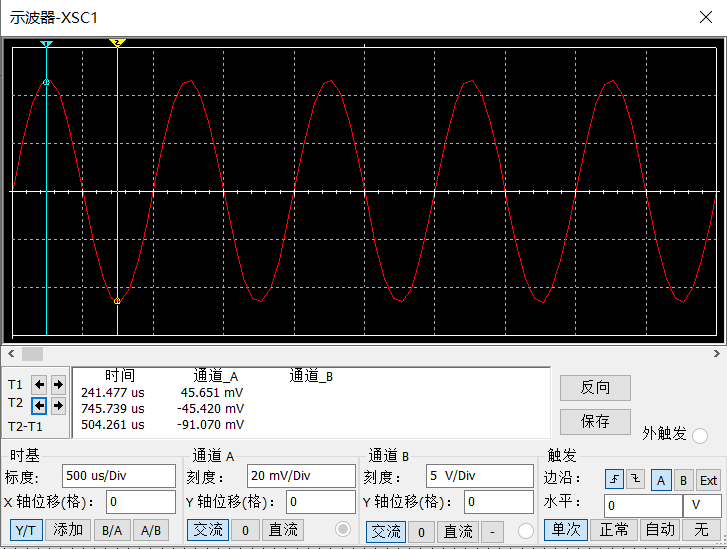 示波器-XSC1
1 2
时间 通道_A 通道_B
T1 241.477 us 45.651 mV
T2 745.739 us -45.420 mV
T2-T1 504.261 us -91.070 mV
反向
保存
外触发
时基 通道 A 通道 B 触发
标度: 500 us/Div 刻度: 20 mV/Div 刻度: 5 V/Div 边沿: A B Ext
X 轴位移(格): 0 Y 轴位移(格): 0 Y 轴位移(格): 0 水平: 0 V
Y/T 添加 B/A A/B 交流 0 直流 交流 0 直流 - 单次 正常 自动 无